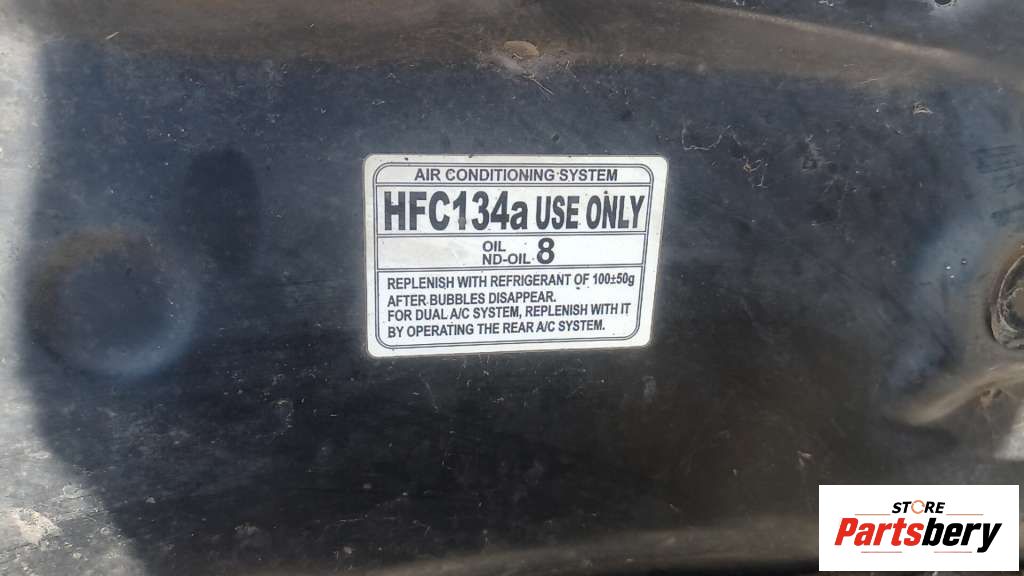 AIR CONDITIONING SYSTEM
HFC134a USE ONLY
OIL
ND-OIL 8
REPLENISH WITH REFRIGERANT OF 100±50g
AFTER BUBBLES DISAPPEAR.
FOR DUAL A/C SYSTEM, REPLENISH WITH IT
BY OPERATING THE REAR A/C SYSTEM.
STORE
Partsbery